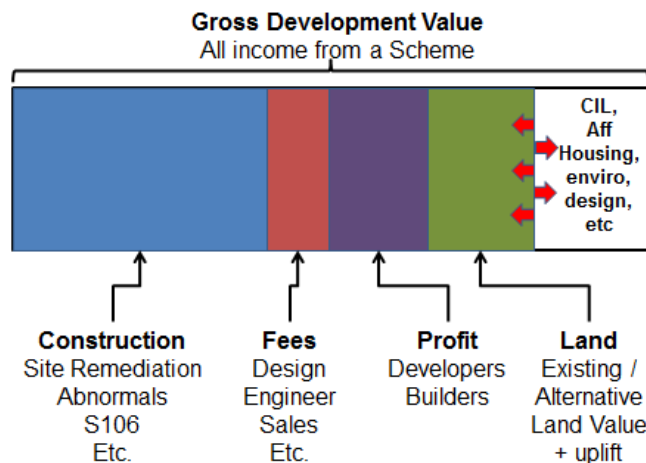 Gross Development Value
All income from a Scheme
CIL,
Aff
Housing,
enviro,
design,
etc
Construction
Site Remediation
Abnormals
S106
Etc.
Fees
Design
Engineer
Sales
Etc.
Profit
Developers
Builders
Land
Existing /
Alternative
Land Value
+ uplift